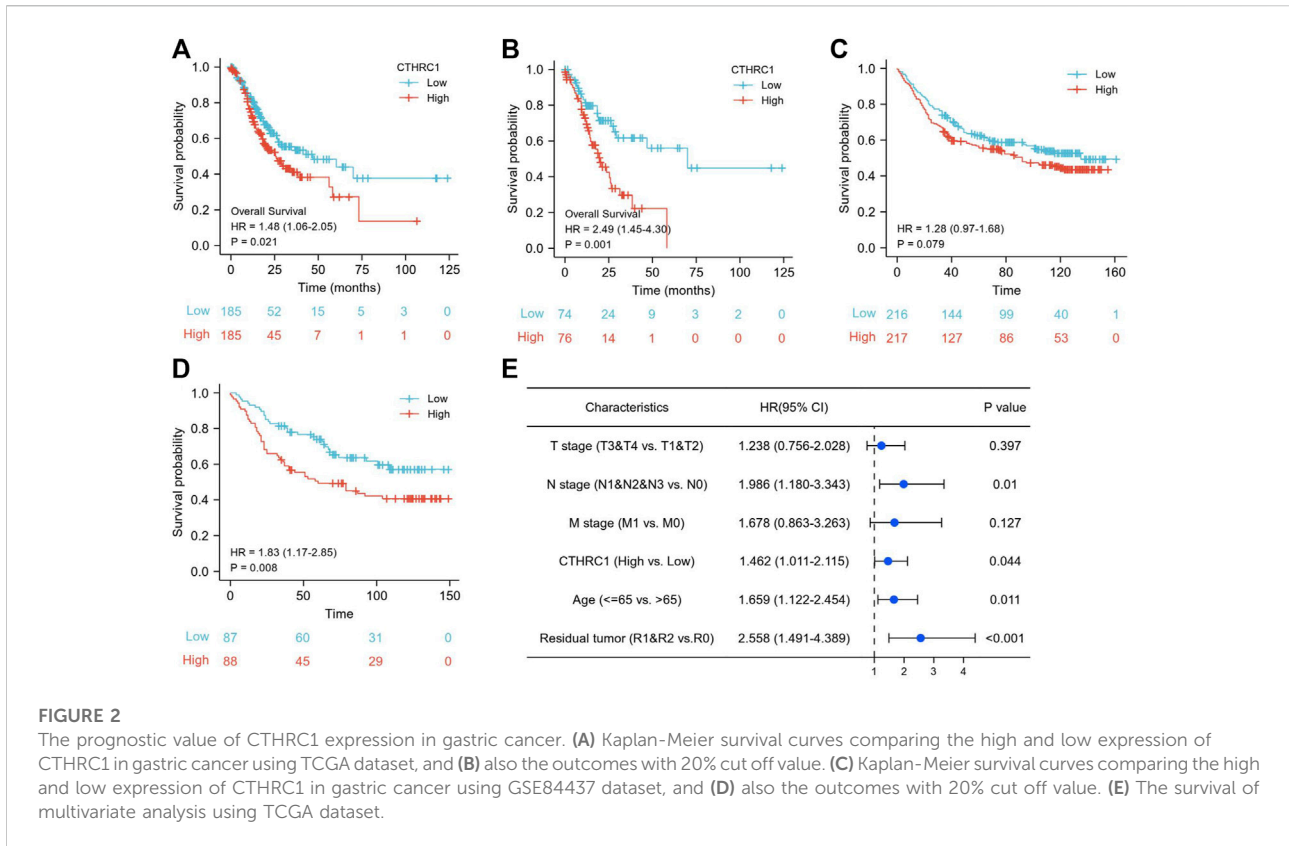 A
CTHRC1
Low
High
Survival probability
1.0
0.8
0.6
0.4
0.2
0.0
Overall Survival
HR = 1.48 (1.06-2.05)
P = 0.021
0 25 50 75 100 125
Time (months)
Low 185 52 15 5 3 0
High 185 45 7 1 1 0
B
CTHRC1
Low
High
Survival probability
1.0
0.8
0.6
0.4
0.2
0.0
Overall Survival
HR = 2.49 (1.45-4.30)
P = 0.001
0 25 50 75 100 125
Time (months)
Low 74 24 9 3 2 0
High 76 14 1 0 0 0
C
Low
High
Survival probability
1.0
0.8
0.6
0.4
0.2
0.0
HR = 1.28 (0.97-1.68)
P = 0.079
0 40 80 120 160
Time
Low 216 144 99 40 1
High 217 127 86 53 0
D
Low
High
Survival probability
1.0
0.8
0.6
0.4
0.2
0.0
HR = 1.83 (1.17-2.85)
P = 0.008
0 50 100 150
Time
Low 87 60 31 0
High 88 45 29 0
E
Characteristics HR(95% CI) P value
T stage (T3&T4 vs. T1&T2) 1.238 (0.756-2.028) 0.397
N stage (N1&N2&N3 vs. N0) 1.986 (1.180-3.343) 0.01
M stage (M1 vs. M0) 1.678 (0.863-3.263) 0.127
CTHRC1 (High vs. Low) 1.462 (1.011-2.115) 0.044
Age (<=65 vs. >65) 1.659 (1.122-2.454) 0.011
Residual tumor (R1&R2 vs.R0) 2.558 (1.491-4.389) <0.001
1 2 3 4
FIGURE 2
The prognostic value of CTHRC1 expression in gastric cancer. (A) Kaplan-Meier survival curves comparing the high and low expression of
CTHRC1 in gastric cancer using TCGA dataset, and (B) also the outcomes with 20% cut off value. (C) Kaplan-Meier survival curves comparing the high
and low expression of CTHRC1 in gastric cancer using GSE84437 dataset, and (D) also the outcomes with 20% cut off value. (E) The survival of
multivariate analysis using TCGA dataset.